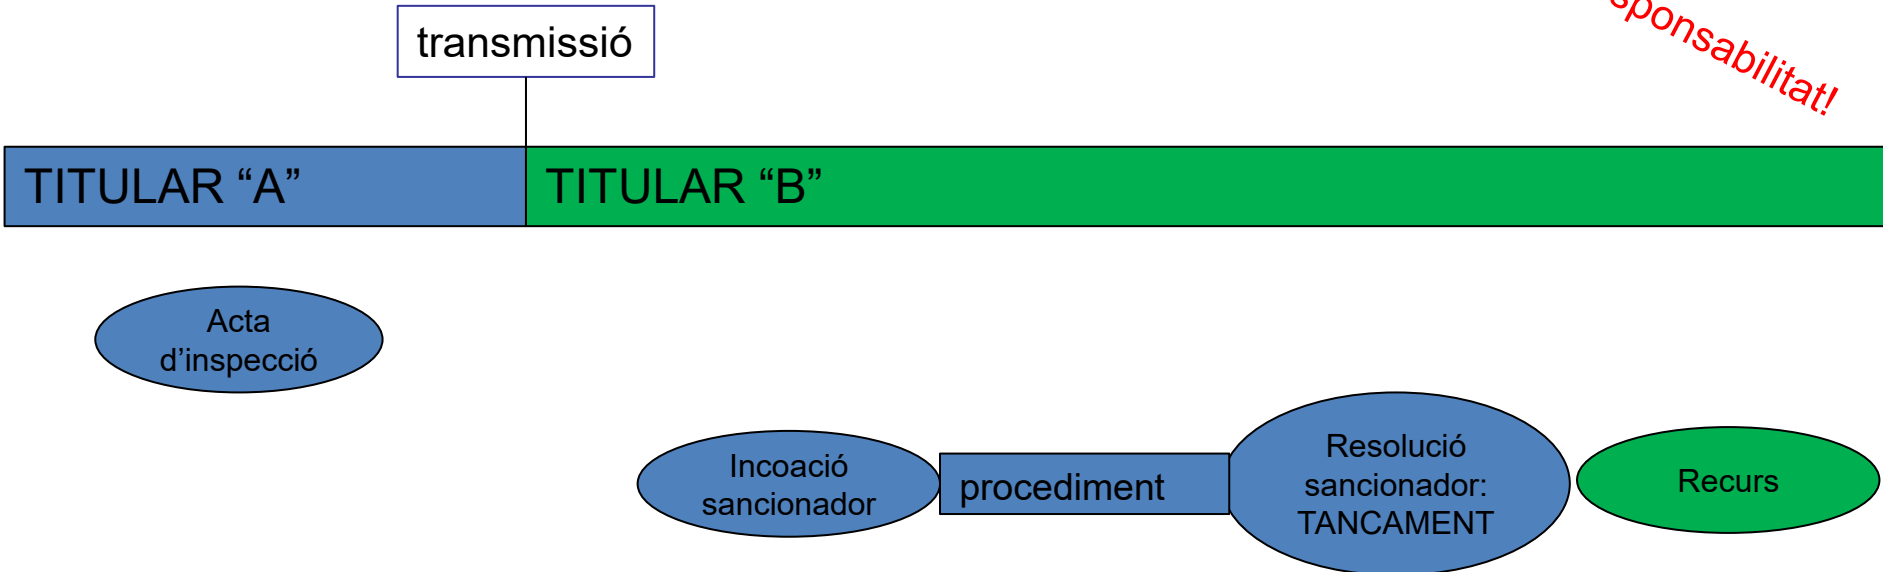 transmissió
sponsabilitat!
TITULAR “A”
TITULAR “B”
Acta
d’inspecció
Incoació
sancionador
procediment
Resolució
sancionador:
TANCAMENT
Recurs